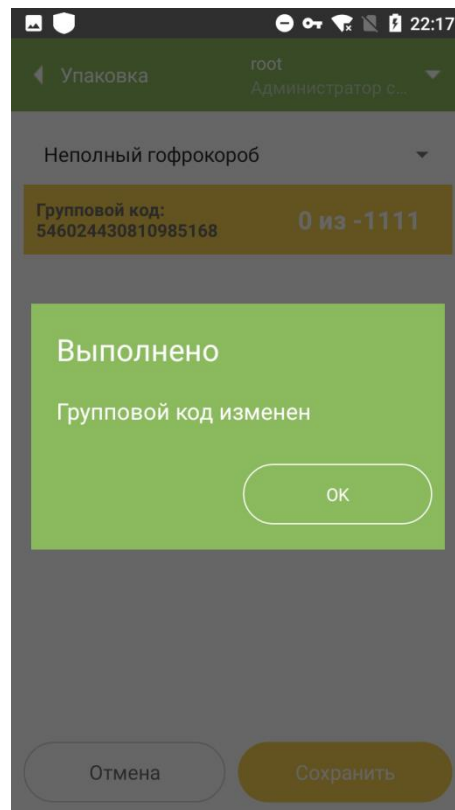 22:17
Упаковка
root
Администратор с...
Неполный гофрокороб
Групповой код:
546024430810985168
0 из -1111
Выполнено
Групповой код изменен
OK
Отмена
Сохранить